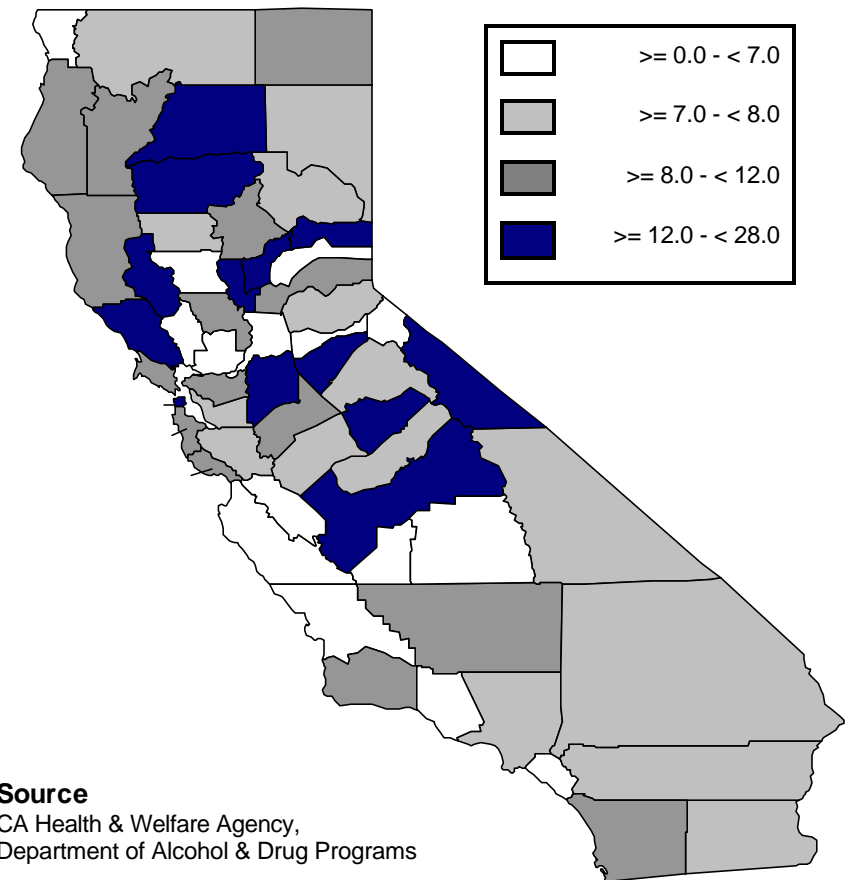 >= 0.0 - < 7.0
>= 7.0 - < 8.0
>= 8.0 - < 12.0
>= 12.0 - < 28.0
Source
CA Health & Welfare Agency,
Department of Alcohol & Drug Programs